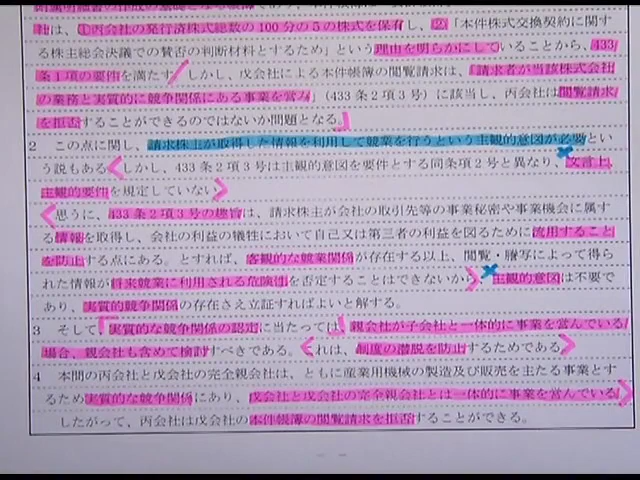 社は、①丙会社の発行済株式総数の100分の5の株式を保有し、②「本件株式交換契約に関す
る株主総会決議での賛否の判断材料とするため」という理由を明らかにしていることから、433
条1項の要件を満たす。しかし、戊会社による本件帳簿の閲覧請求は、「請求者が当該株式会社
の業務と実質的に競争関係にある事業を営み」(433条2項3号)に該当し、丙会社は閲覧請求
を拒否することができるのではないか問題となる。
2 この点に関し、請求株主が取得した情報を利用して競業を行うという主観的意図が必要とい
う説もある。しかし、433条2項3号は主観的意図を要件とする同条項2号と異なり、文言上
主観的要件を規定していない。
思うに、433条2項3号の趣旨は、請求株主が会社の取引先等の事業秘密や事業機会に属す
る情報を取得し、会社の利益の犠牲において自己又は第三者の利益を図るために流用すること
を防止する点にある。とすれば、客観的な競業関係が存在する以上、閲覧・謄写によって得ら
れた情報が将来競業に利用される危険性を否定することはできないから、主観的意図は不要で
あり、実質的競争関係の存在さえ立証すればよいと解する。
3 そして、実質的な競争関係の認定に当たっては、親会社が子会社と一体的に事業を営んでいる
場合、親会社も含めて検討すべきである。これは、制度の潜脱を防止するためである。
4 本問の丙会社と戊会社の完全親会社は、ともに産業用機械の製造及び販売を主たる事業とす
るため実質的な競争関係にあり、戊会社と戊会社の完全親会社とは一体的に事業を営んでいる。
したがって、丙会社は戊会社の本件帳簿の閲覧請求を拒否することができる。